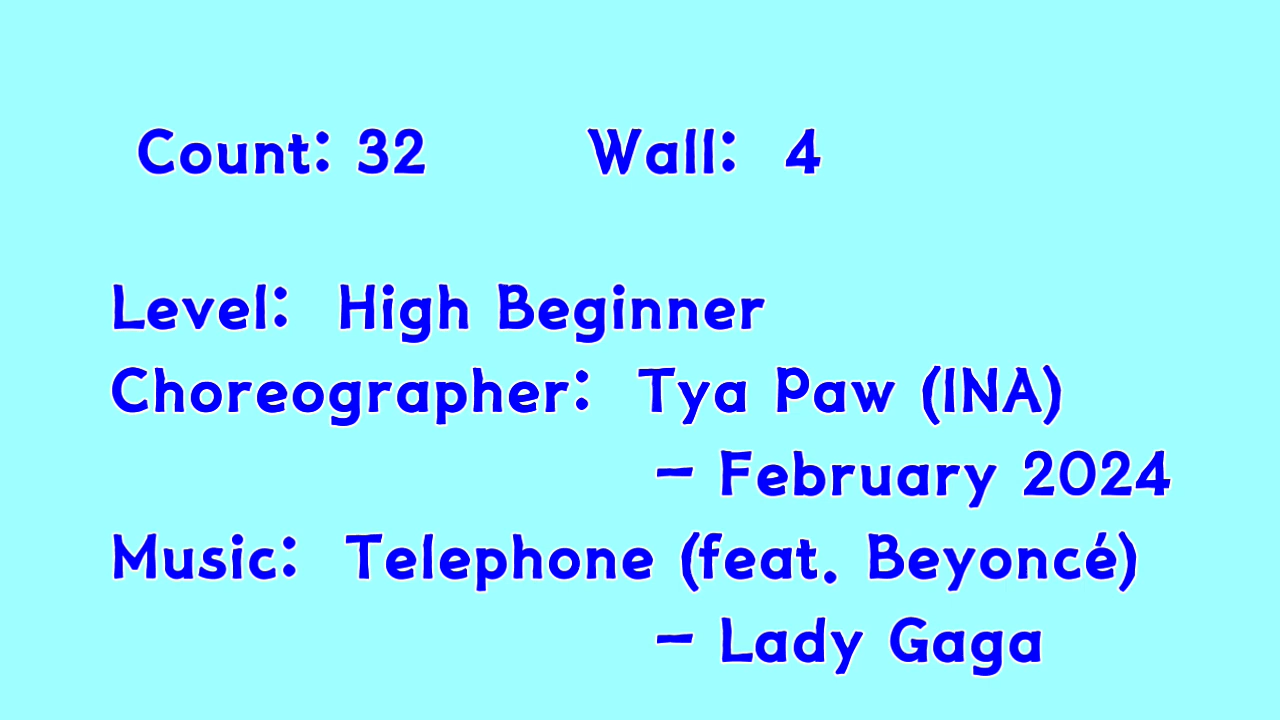 Count: 32 Wall: 4
Level: High Beginner
Choreographer: Tya Paw (INA)
– February 2024
Music: Telephone (feat. Beyoncé)
– Lady Gaga